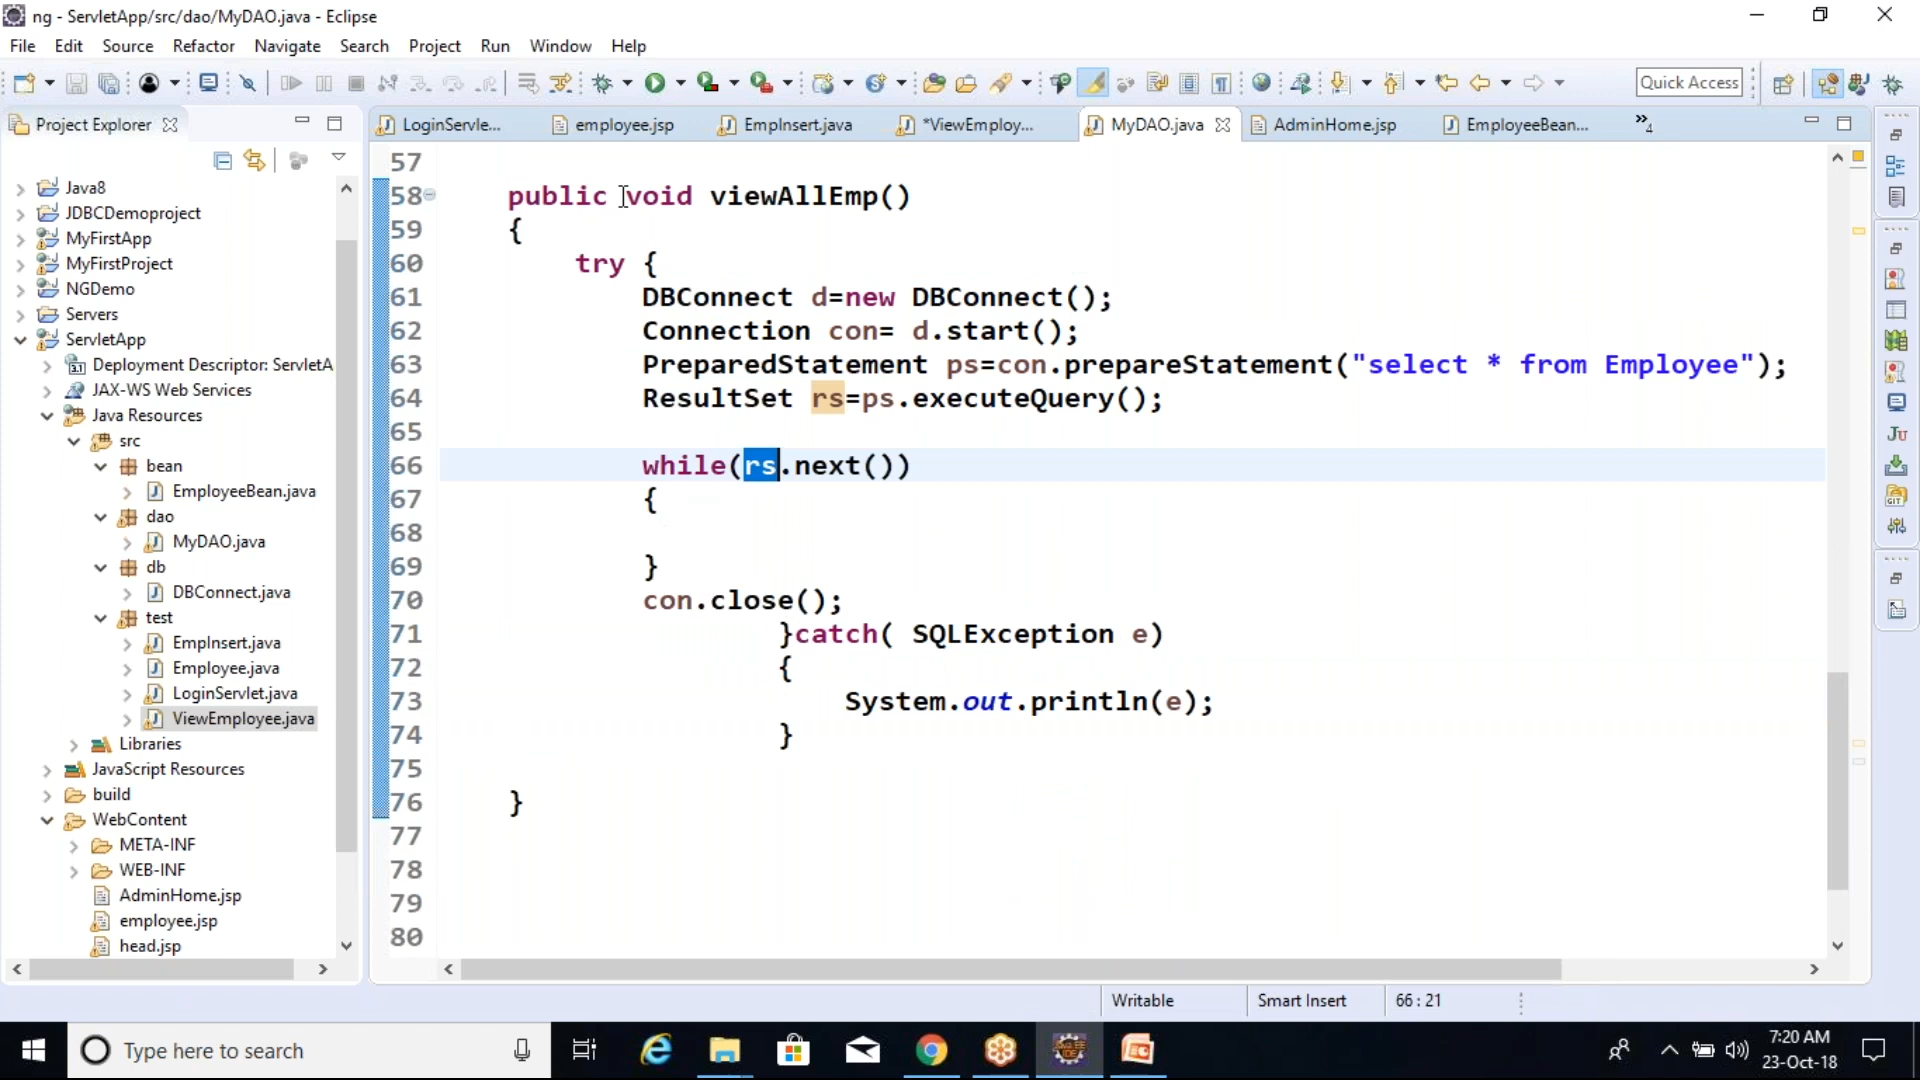 ng - ServletApp/src/dao/MyDAO.java - Eclipse
File Edit Source Refactor Navigate Search Project Run Window Help
Quick Access
Project Explorer
LoginServle... employee.jsp EmpInsert.java *ViewEmploy... MyDAO.java AdminHome.jsp EmployeeBean... »4
Java8
JDBCDemoproject
MyFirstApp
MyFirstProject
NGDemo
Servers
ServletApp
Deployment Descriptor: ServletA
JAX-WS Web Services
Java Resources
src
bean
EmployeeBean.java
dao
MyDAO.java
db
DBConnect.java
test
EmpInsert.java
Employee.java
LoginServlet.java
ViewEmployee.java
Libraries
JavaScript Resources
build
WebContent
META-INF
WEB-INF
AdminHome.jsp
employee.jsp
head.jsp
57
58 public void viewAllEmp()
59 {
60 try {
61 DBConnect d=new DBConnect();
62 Connection con= d.start();
63 PreparedStatement ps=con.prepareStatement("select * from Employee");
64 ResultSet rs=ps.executeQuery();
65
66 while(rs.next())
67 {
68
69 }
70 con.close();
71 }catch( SQLException e)
72 {
73 System.out.println(e);
74 }
75
76 }
77
78
79
80
Writable Smart Insert 66 : 21
Type here to search
7:20 AM
23-Oct-18